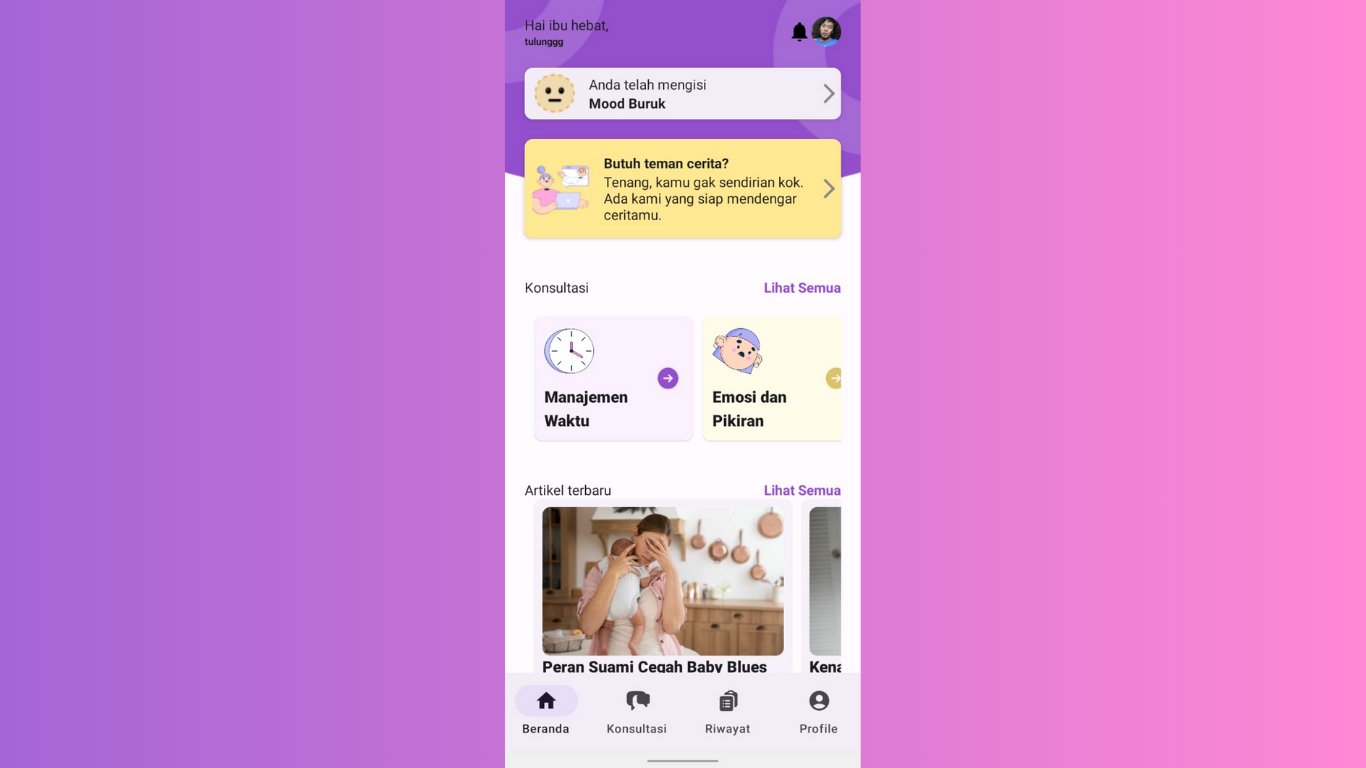 Hai ibu hebat,
tulunggg
Anda telah mengisi
Mood Buruk
Butuh teman cerita?
Tenang, kamu gak sendirian kok.
Ada kami yang siap mendengar
ceritamu.
Konsultasi
Lihat Semua
Manajemen
Waktu
Emosi dan
Pikiran
Artikel terbaru
Lihat Semua
Peran Suami Cegah Baby Blues
Kena
Beranda
Konsultasi
Riwayat
Profile